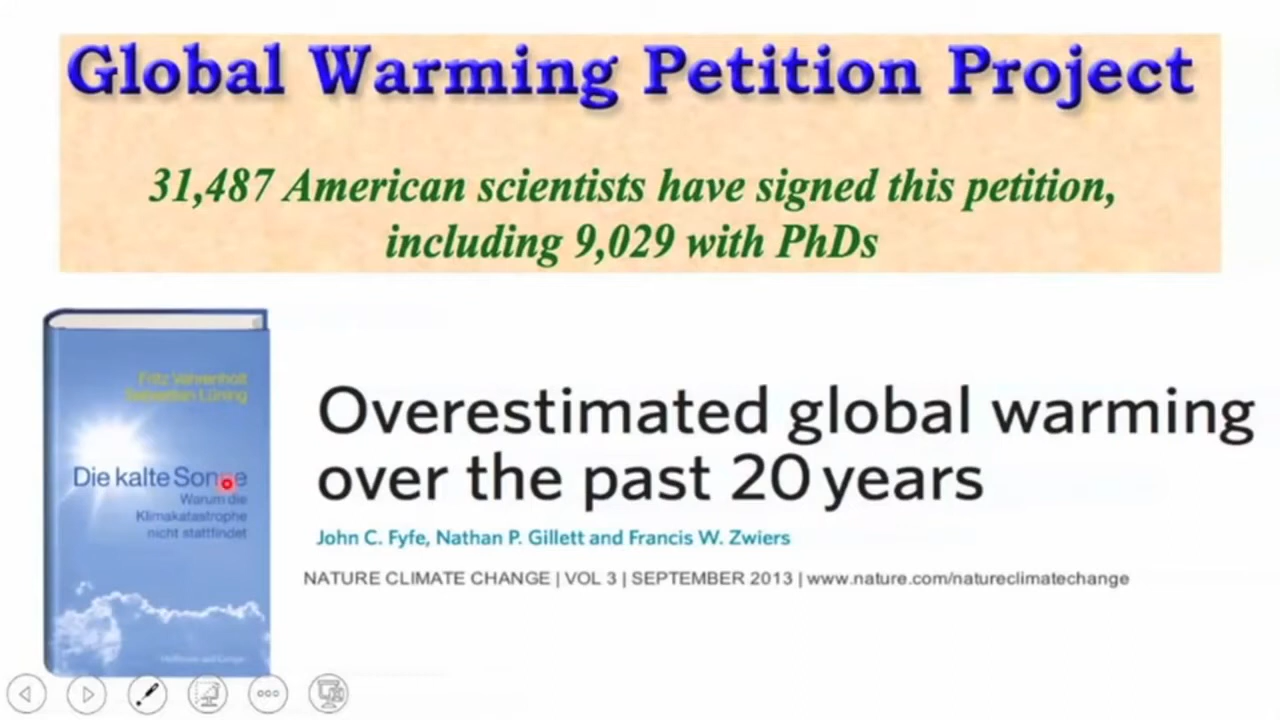 Global Warming Petition Project
31,487 American scientists have signed this petition,
including 9,029 with PhDs
Fritz Vahrenholt
Sebastian Lüning
Die kalte Sonne
Warum die
Klimakatastrophe
nicht stattfindet
Overestimated global warming
over the past 20 years
John C. Fyfe, Nathan P. Gillett and Francis W. Zwiers
NATURE CLIMATE CHANGE | VOL 3 | SEPTEMBER 2013 | www.nature.com/natureclimatechange